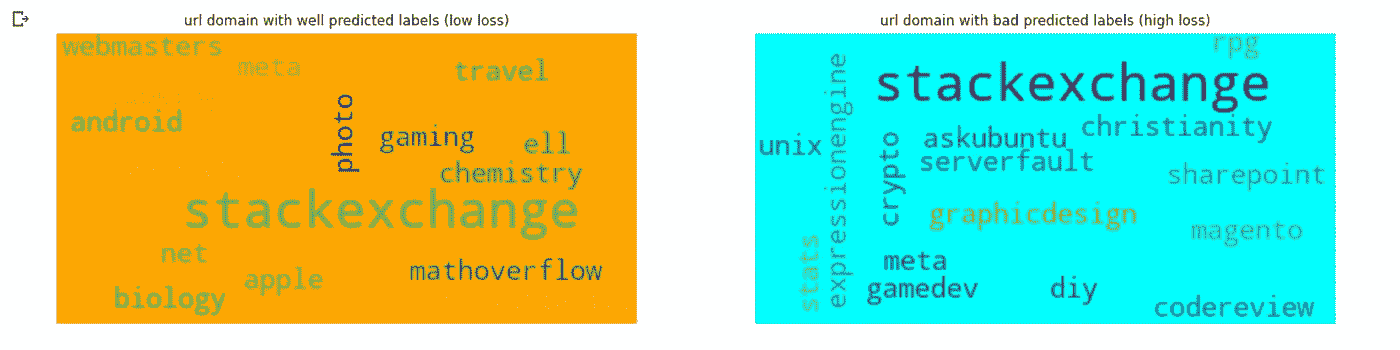 url domain with well predicted labels (low loss)
webmasters
meta
travel
android
photo
gaming
ell
chemistry
stackexchange
net
apple
mathoverflow
biology
url domain with bad predicted labels (high loss)
rpg
stackexchange
expressionengine
christianity
unix
askubuntu
crypto
serverfault
sharepoint
graphicdesign
magento
stats
meta
gamedev
diy
codereview